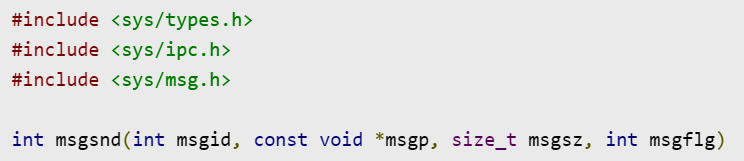 #include <sys/types.h>
#include <sys/ipc.h>
#include <sys/msg.h>
int msgsnd(int msgid, const void *msgp, size_t msgsz, int msgflg)